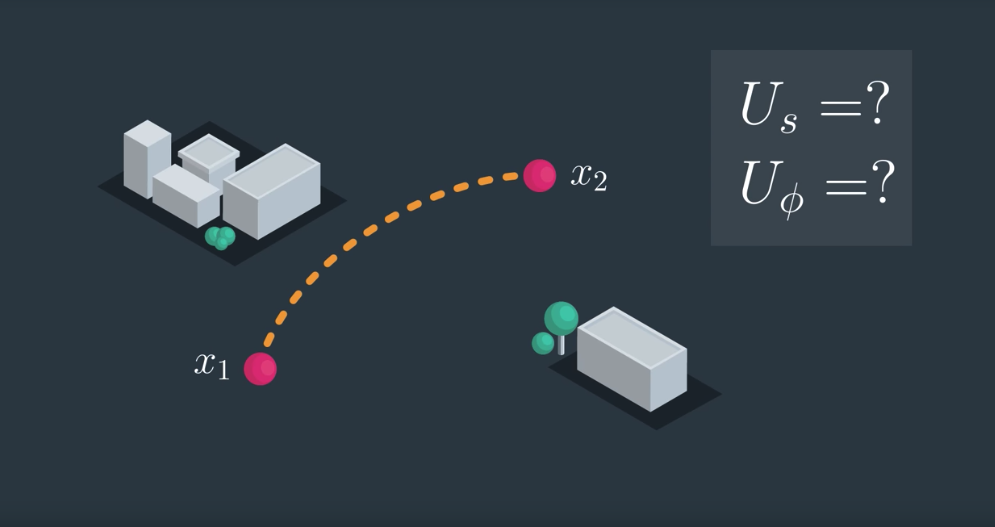 U_s =?
U_ϕ =?
x_2
x_1